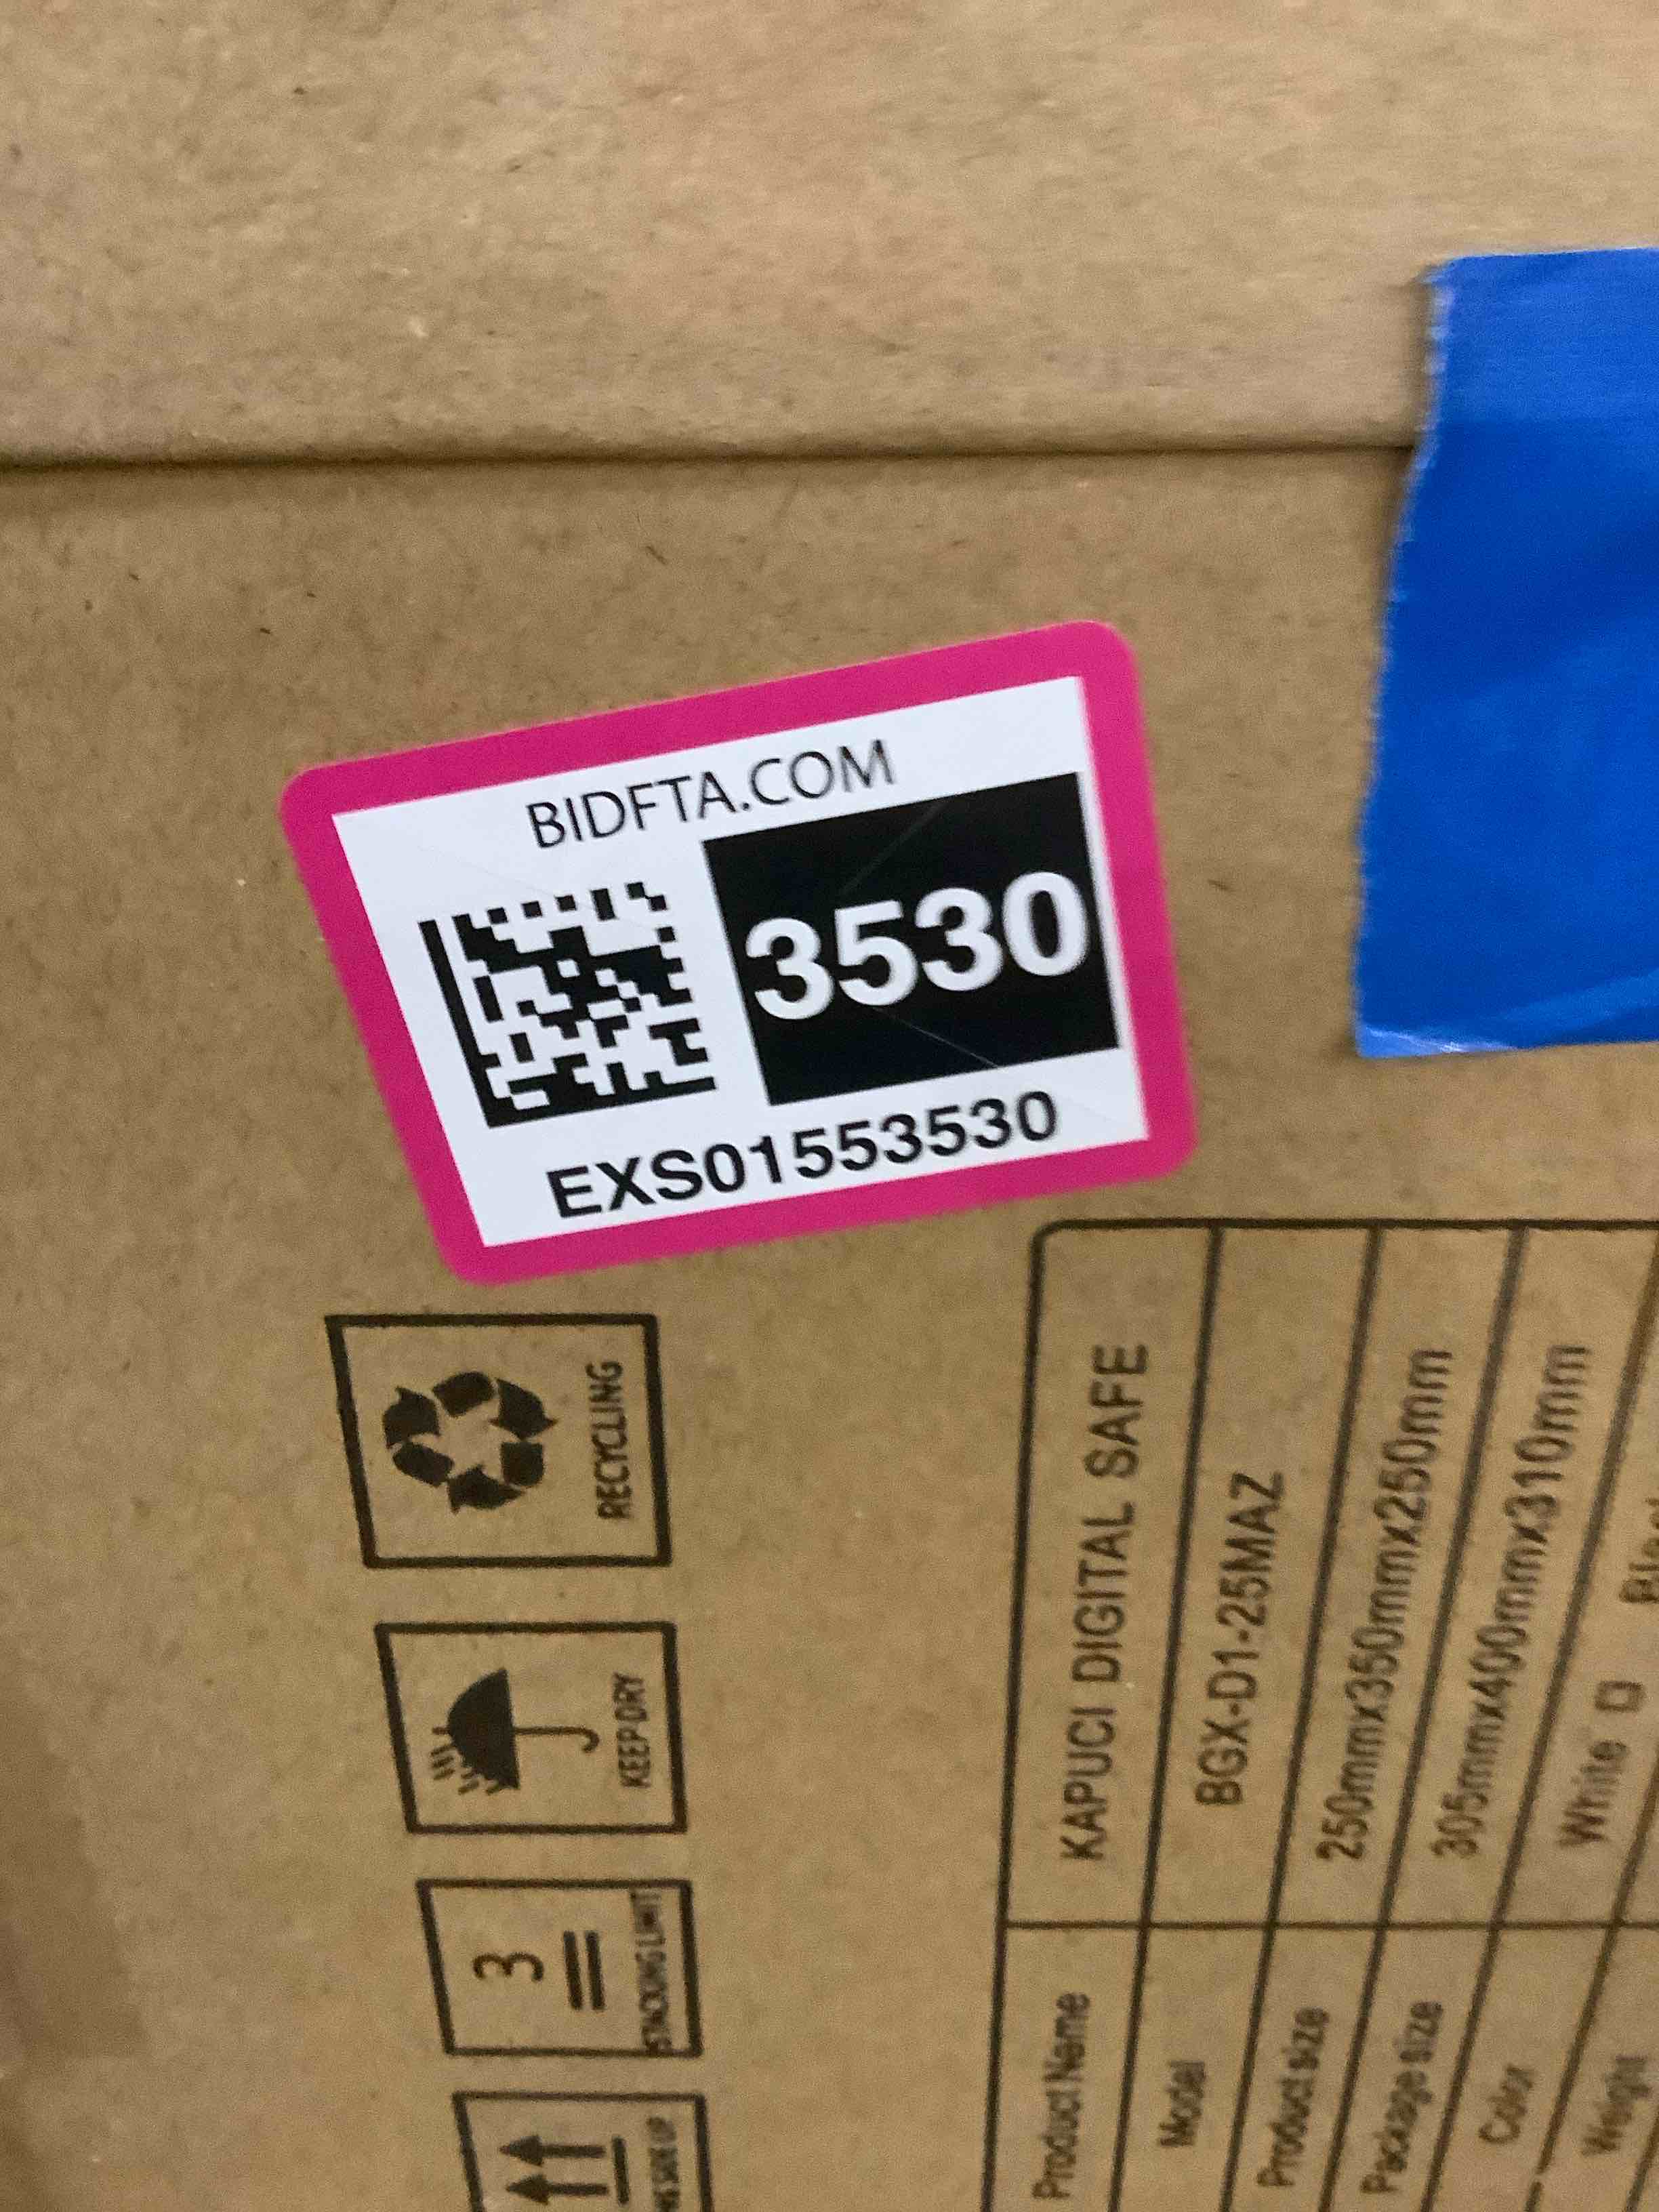 BIDFTA.COM
3530
EXS01553530
RECYCLING
KEEP DRY
3
STACKING LIMIT
Product Name KAPUCI DIGITAL SAFE
Model BGX-D1-25MAZ
Product size 250mmx350mmx250mm
Package size 305mmx400mmx310mm
Color White
Weight